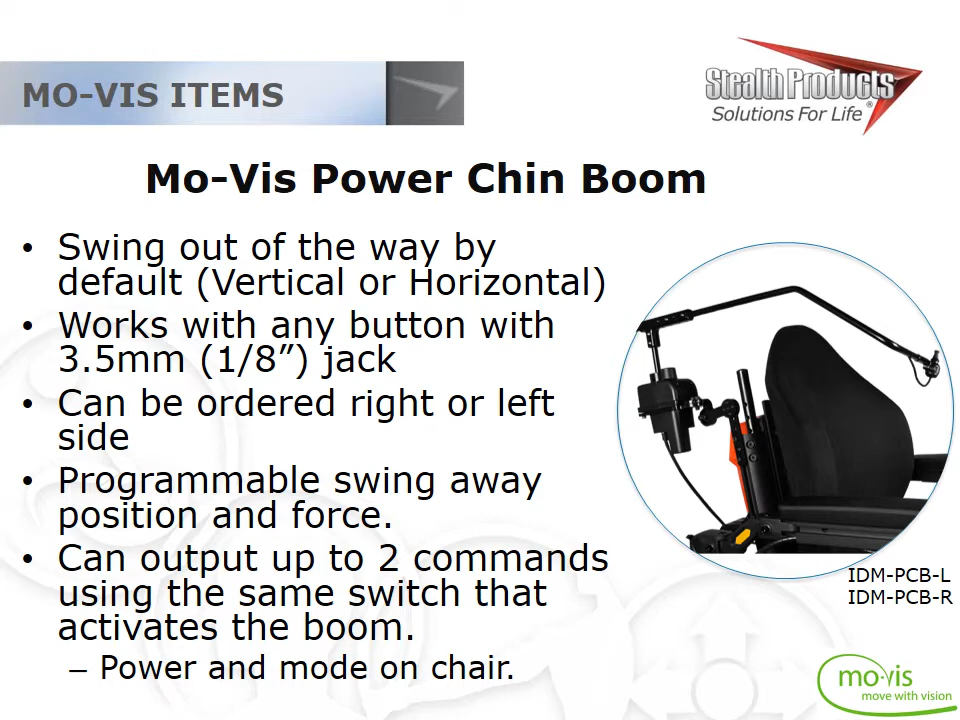 MO-VIS ITEMS
Stealth Products®
Solutions For Life
Mo-Vis Power Chin Boom
• Swing out of the way by
default (Vertical or Horizontal)
• Works with any button with
3.5mm (1/8”) jack
• Can be ordered right or left
side
• Programmable swing away
position and force.
• Can output up to 2 commands
using the same switch that
activates the boom.
– Power and mode on chair.
IDM-PCB-L
IDM-PCB-R
mo·vis
move with vision